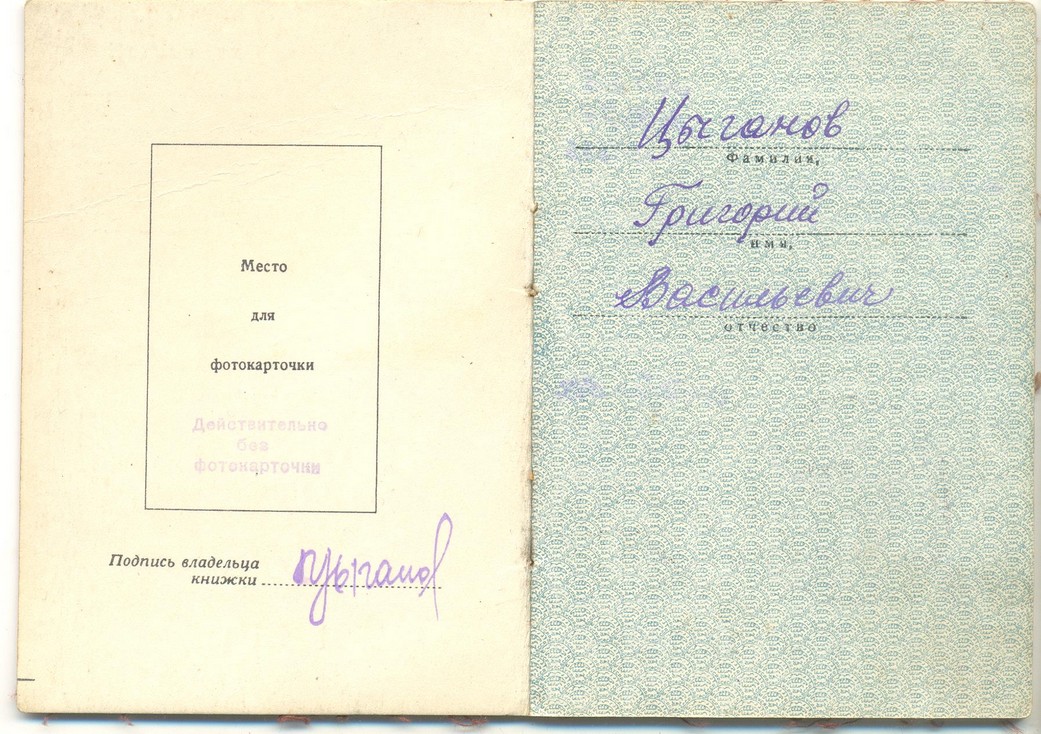 Место
для
фотокарточки
Действительно
без
фотокарточки
Подпись владельца
книжки Цыганов
Цыганов
Фамилия,
Григорий
имя,
Васильевич
отчество